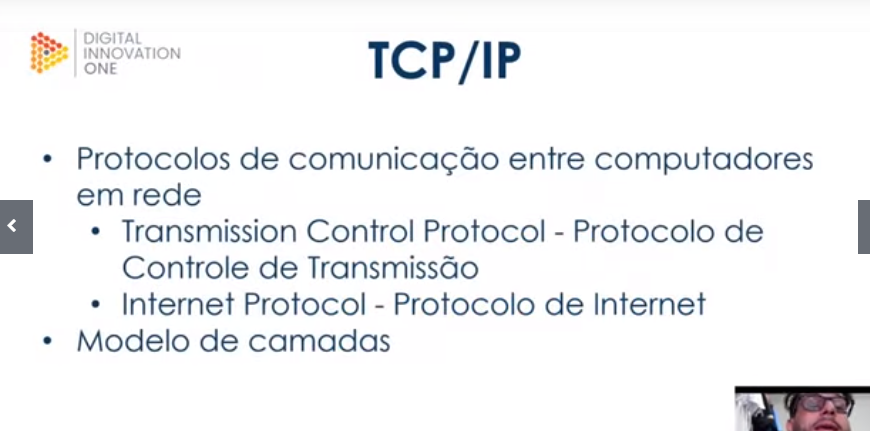 DIGITAL
INNOVATION
ONE
TCP/IP
• Protocolos de comunicação entre computadores
em rede
• Transmission Control Protocol - Protocolo de
Controle de Transmissão
• Internet Protocol - Protocolo de Internet
• Modelo de camadas